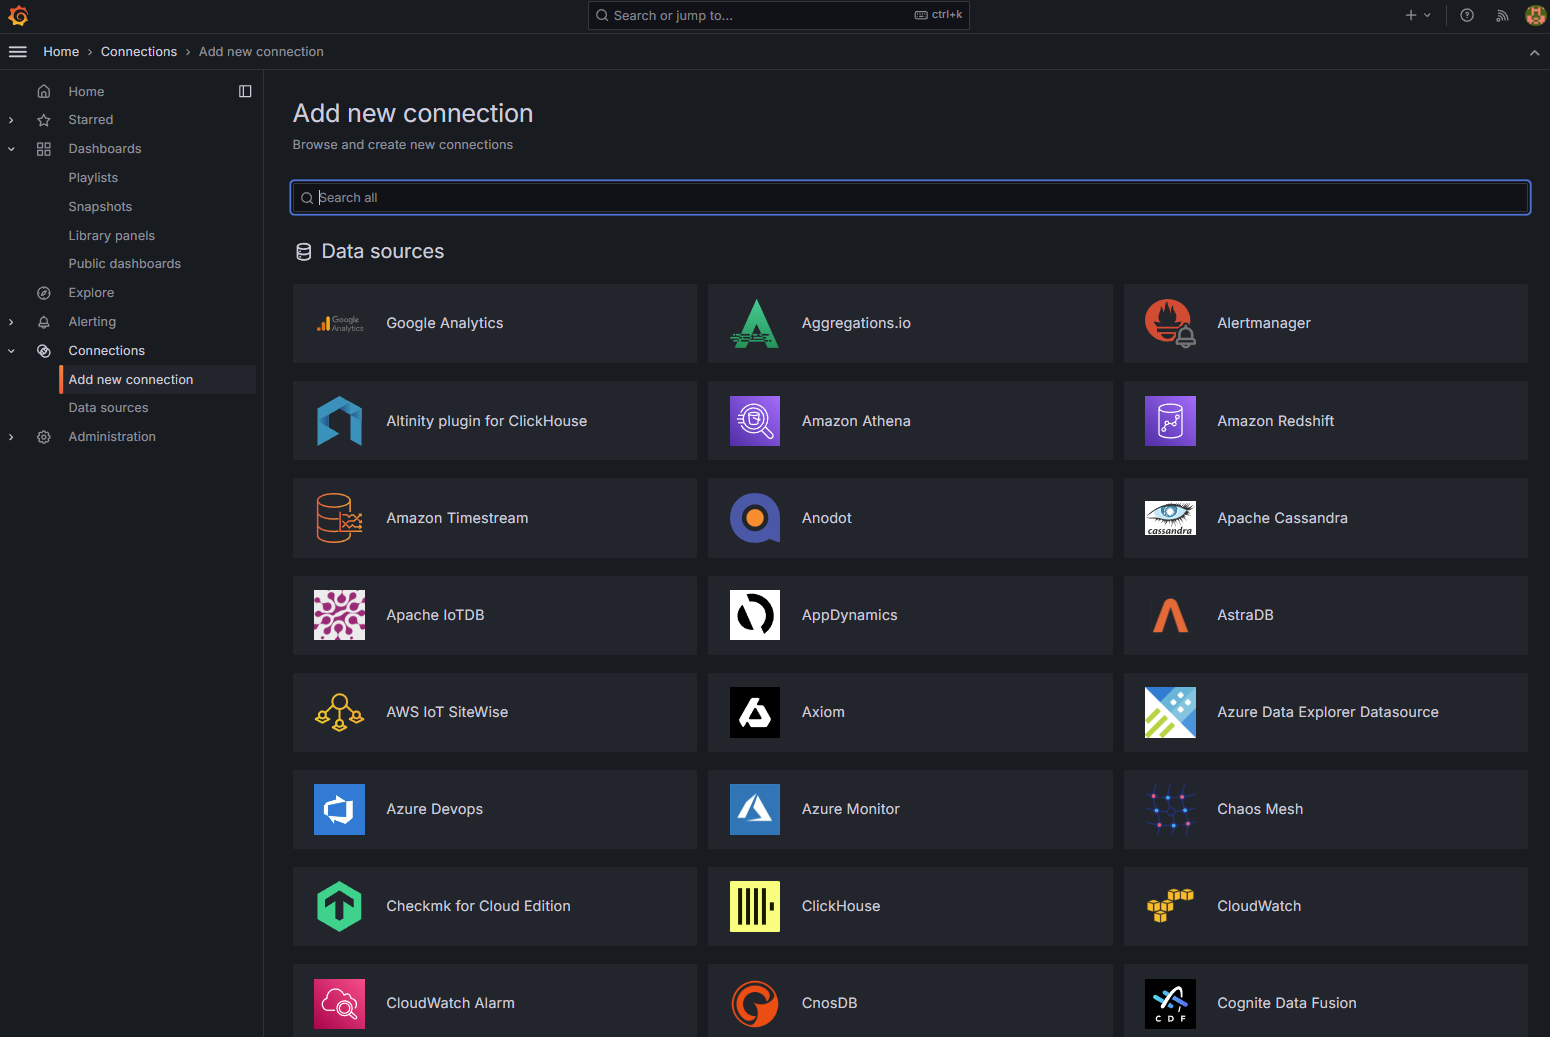 Search or jump to...
ctrl+k
Home › Connections › Add new connection
Home
Starred
Dashboards
Playlists
Snapshots
Library panels
Public dashboards
Explore
Alerting
Connections
Add new connection
Data sources
Administration
Add new connection
Browse and create new connections
Search all
Data sources
Google Analytics
Google Analytics
Aggregations.io
Alertmanager
Altinity plugin for ClickHouse
Amazon Athena
Amazon Redshift
Amazon Timestream
Anodot
cassandra
Apache Cassandra
Apache IoTDB
AppDynamics
AstraDB
AWS IoT SiteWise
Axiom
Azure Data Explorer Datasource
Azure Devops
Azure Monitor
Chaos Mesh
Checkmk for Cloud Edition
ClickHouse
CloudWatch
CloudWatch Alarm
CnosDB
CDF
Cognite Data Fusion